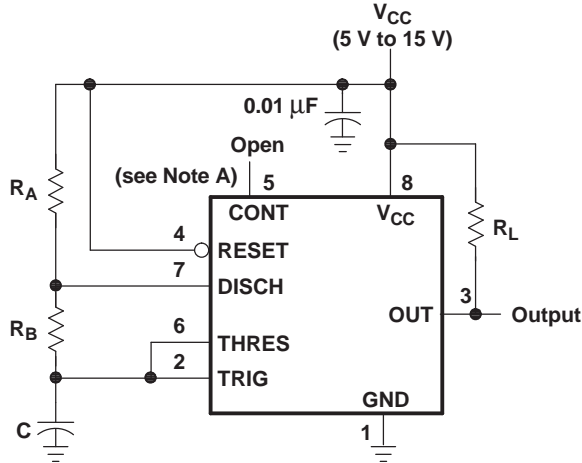 VCC
(5 V to 15 V)
0.01 μF
Open
(see Note A)
5
8
RA
CONT
VCC
RL
4
RESET
7
DISCH
3
OUT
Output
RB
6
THRES
2
TRIG
GND
C
1